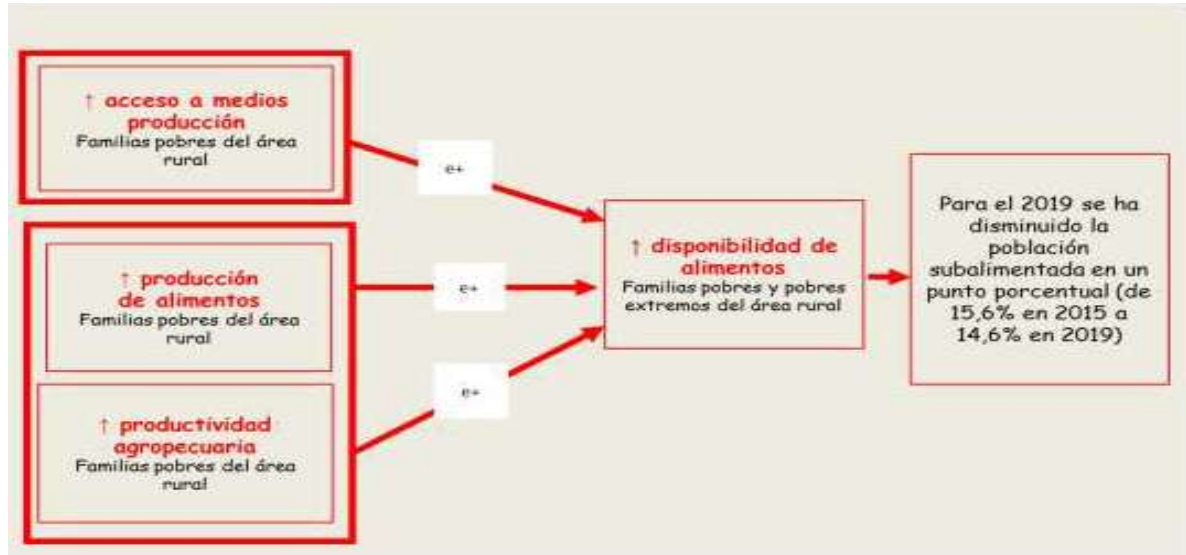 ↑ acceso a medios
producción
Familias pobres del área
rural
e+
↑ producción
de alimentos
Familias pobres del área
rural
e+
↑ productividad
agropecuaria
Familias pobres del área
rural
e+
↑ disponibilidad de
alimentos
Familias pobres y pobres
extremos del área rural
Para el 2019 se ha
disminuido la
población
subalimentada en un
punto porcentual (de
15,6% en 2015 a
14,6% en 2019)